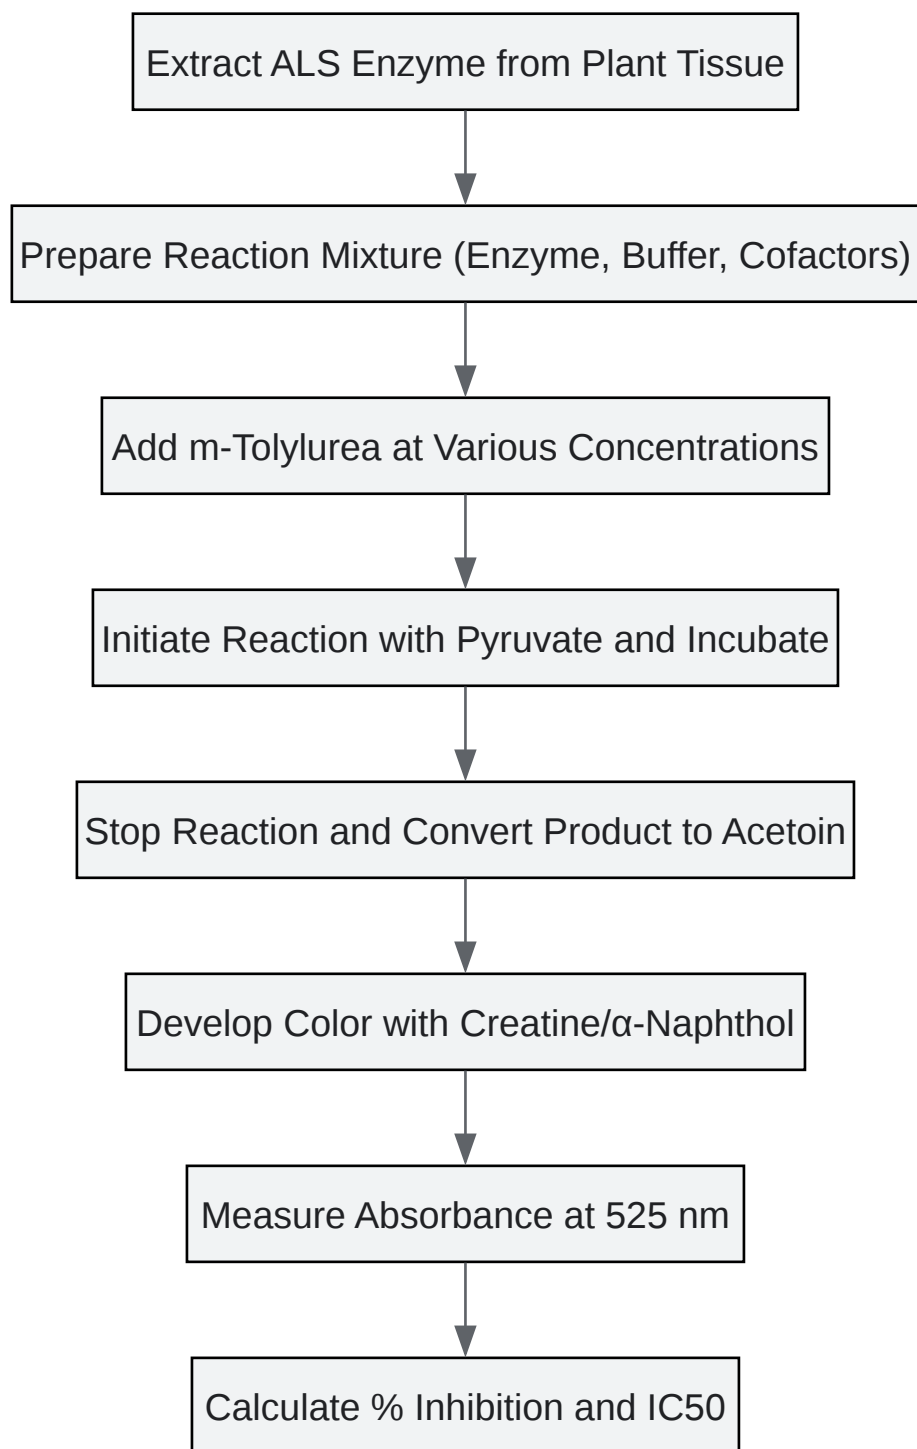 Extract ALS Enzyme from Plant Tissue
Prepare Reaction Mixture (Enzyme, Buffer, Cofactors)
Add m-Tolylurea at Various Concentrations
Initiate Reaction with Pyruvate and Incubate
Stop Reaction and Convert Product to Acetoin
Develop Color with Creatine/α-Naphthol
Measure Absorbance at 525 nm
Calculate % Inhibition and IC50